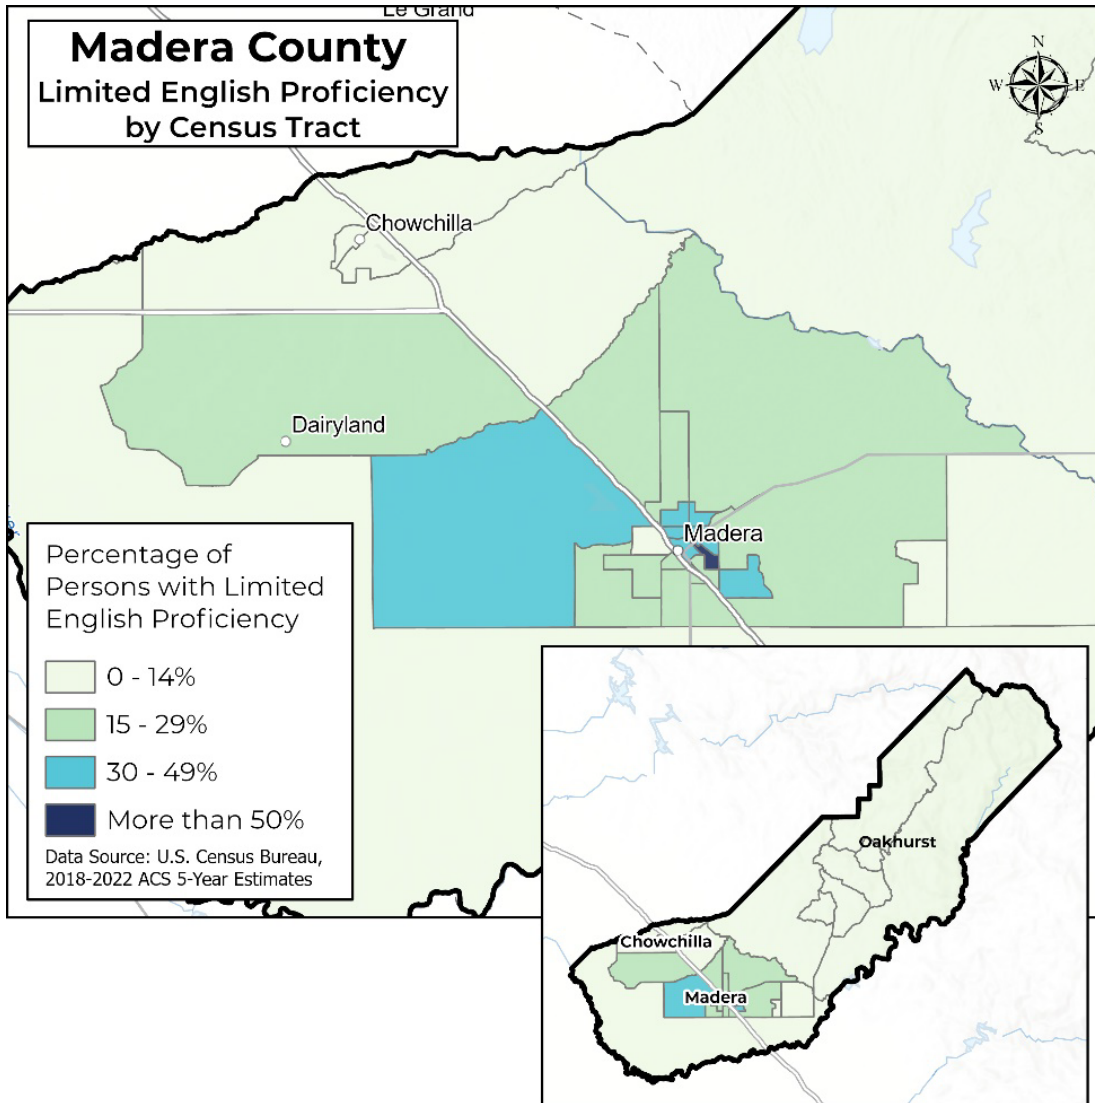 Le Grand
Madera County
Limited English Proficiency
by Census Tract
N
W
E
S
Chowchilla
Dairyland
Madera
Percentage of
Persons with Limited
English Proficiency
0 - 14%
15 - 29%
30 - 49%
More than 50%
Data Source: U.S. Census Bureau,
2018-2022 ACS 5-Year Estimates
Oakhurst
Chowchilla
Madera